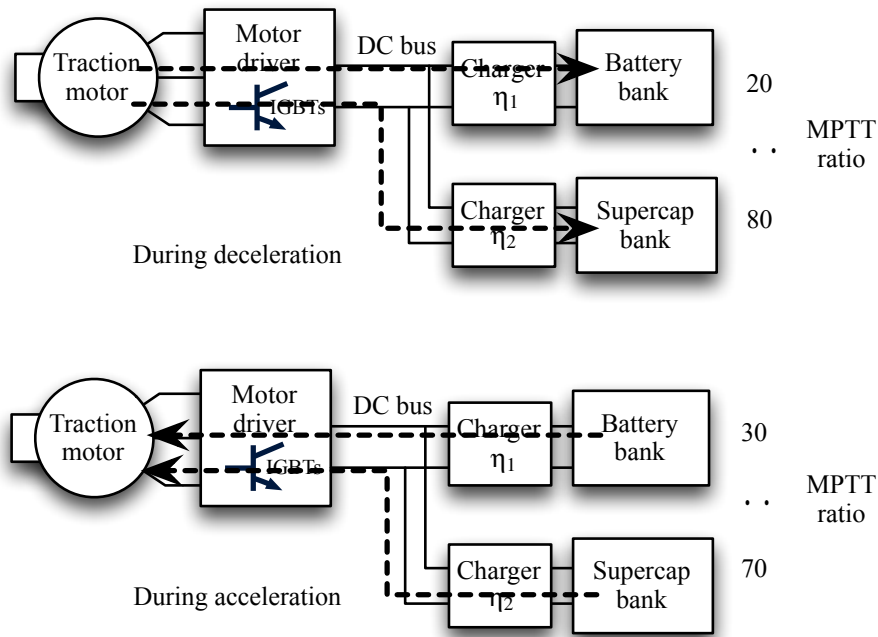 Traction
motor
Motor
driver
IGBTs
DC bus
Charger
η1
Battery
bank
20
MPTT
ratio
Charger
η2
Supercap
bank
80
During deceleration
Traction
motor
Motor
driver
IGBTs
DC bus
Charger
η1
Battery
bank
30
MPTT
ratio
Charger
η2
Supercap
bank
70
During acceleration